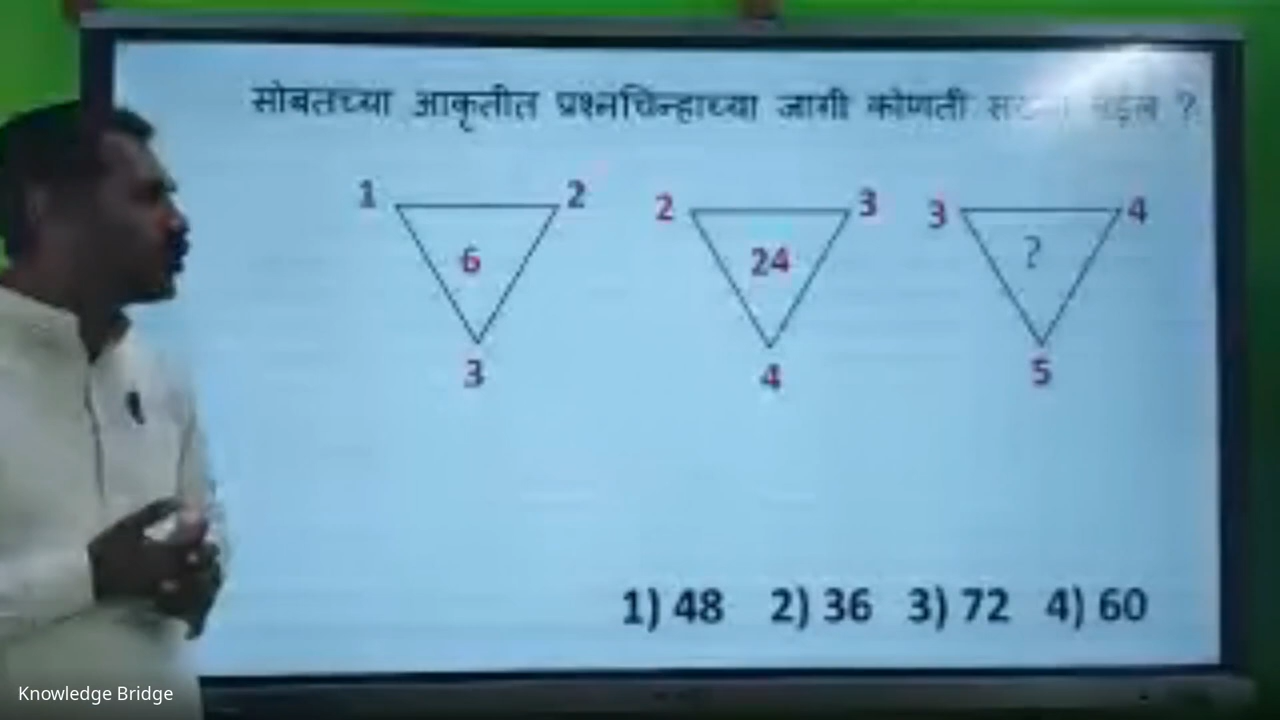 सोबतच्या आकृतीत प्रश्नचिन्हाच्या जागी कोणती ?
1 2 2 3 3 4
6 24 ?
3 4 5
1) 48 2) 36 3) 72 4) 60
Knowledge Bridge